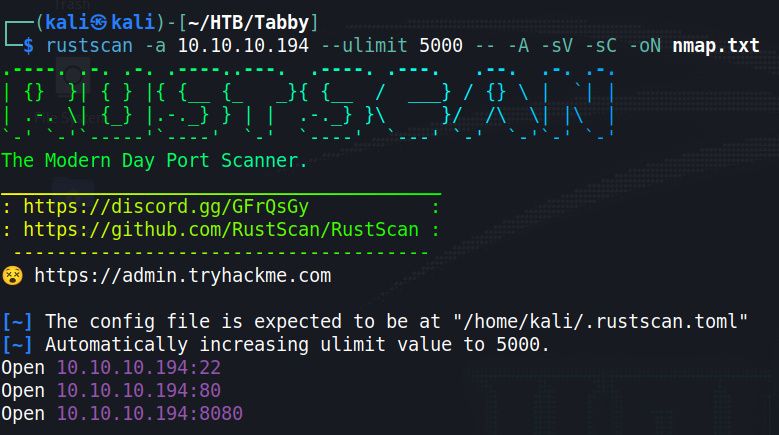 ┌──(kali㉿kali)-[~/HTB/Tabby]
└─$ rustscan -a 10.10.10.194 --ulimit 5000 -- -A -sV -sC -oN nmap.txt
.----. .-. .-. .----..---.  .----. .---.   .--.  .-. .-.
| {}  }| { } |{ {__ {_   _}{ {__  /  ___} / {} \ |  `| |
| .-. \| {_} |.-._} } | |  .-._} }\     }/  /\  \| |\  |
`-' `-'`-----'`----'  `-'  `----'  `---' `-'  `-'`-' `-'
The Modern Day Port Scanner.
________________________________________
: https://discord.gg/GFrQsGy           :
: https://github.com/RustScan/RustScan :
 --------------------------------------
😵 https://admin.tryhackme.com
[~] The config file is expected to be at "/home/kali/.rustscan.toml"
[~] Automatically increasing ulimit value to 5000.
Open 10.10.10.194:22
Open 10.10.10.194:80
Open 10.10.10.194:8080